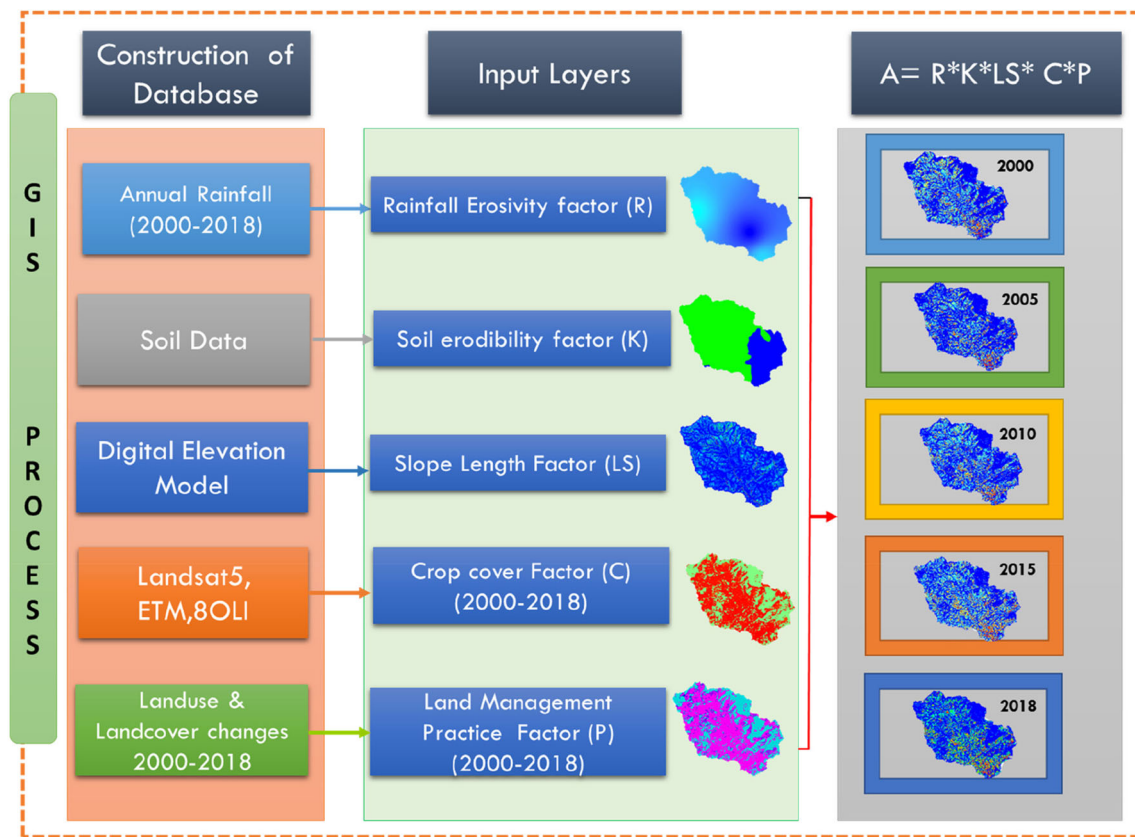 Construction of
Database
Input Layers
A= R*K*LS* C*P
GIS
PROCESS
Annual Rainfall
(2000-2018)
Rainfall Erosivity factor (R)
2000
Soil Data
Soil erodibility factor (K)
2005
Digital Elevation
Model
Slope Length Factor (LS)
2010
Landsat5,
ETM,8OLI
Crop cover Factor (C)
(2000-2018)
2015
Landuse &
Landcover changes
2000-2018
Land Management
Practice Factor (P)
(2000-2018)
2018